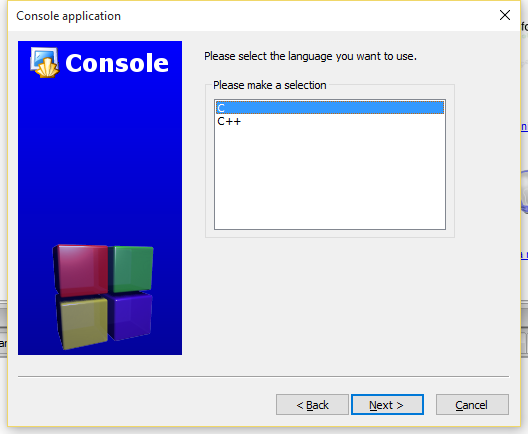 Console application
Console
Please select the language you want to use.
Please make a selection
C
C++
< Back
Next >
Cancel